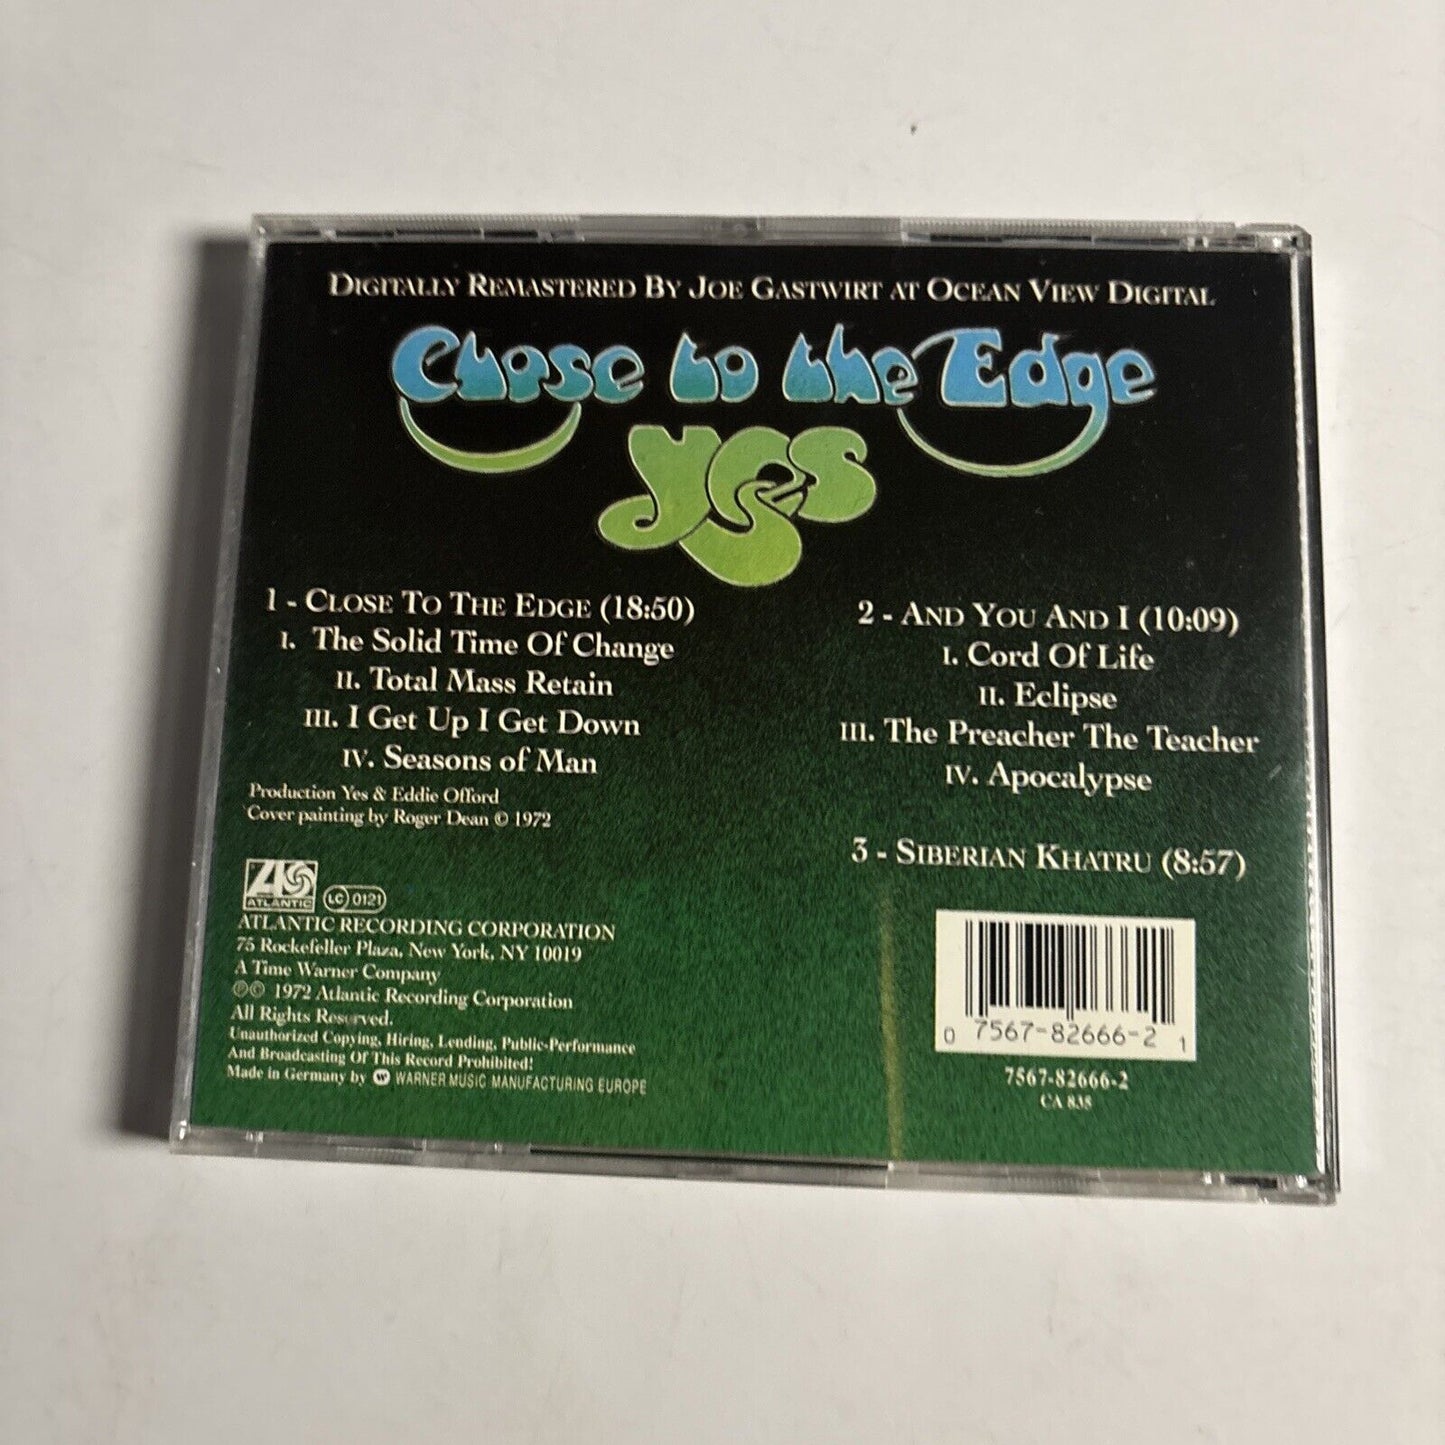 DIGITALLY REMASTERED BY JOE GASTWIRT AT OCEAN VIEW DIGITAL
Close to the Edge
yes
1 - CLOSE TO THE EDGE (18:50)
I. The Solid Time Of Change
II. Total Mass Retain
III. I Get Up I Get Down
IV. Seasons of Man
Production Yes & Eddie Offord
Cover painting by Roger Dean © 1972
2 - AND YOU AND I (10:09)
I. Cord Of Life
II. Eclipse
III. The Preacher The Teacher
IV. Apocalypse
3 - SIBERIAN KHATRU (8:57)
ATLANTIC
LC 0121
ATLANTIC RECORDING CORPORATION
75 Rockefeller Plaza, New York, NY 10019
A Time Warner Company
℗© 1972 Atlantic Recording Corporation
All Rights Reserved.
Unauthorized Copying, Hiring, Lending, Public-Performance
And Broadcasting Of This Record Prohibited!
Made in Germany by WARNER MUSIC MANUFACTURING EUROPE
0 7567-82666-2 1
7567-82666-2
CA 835